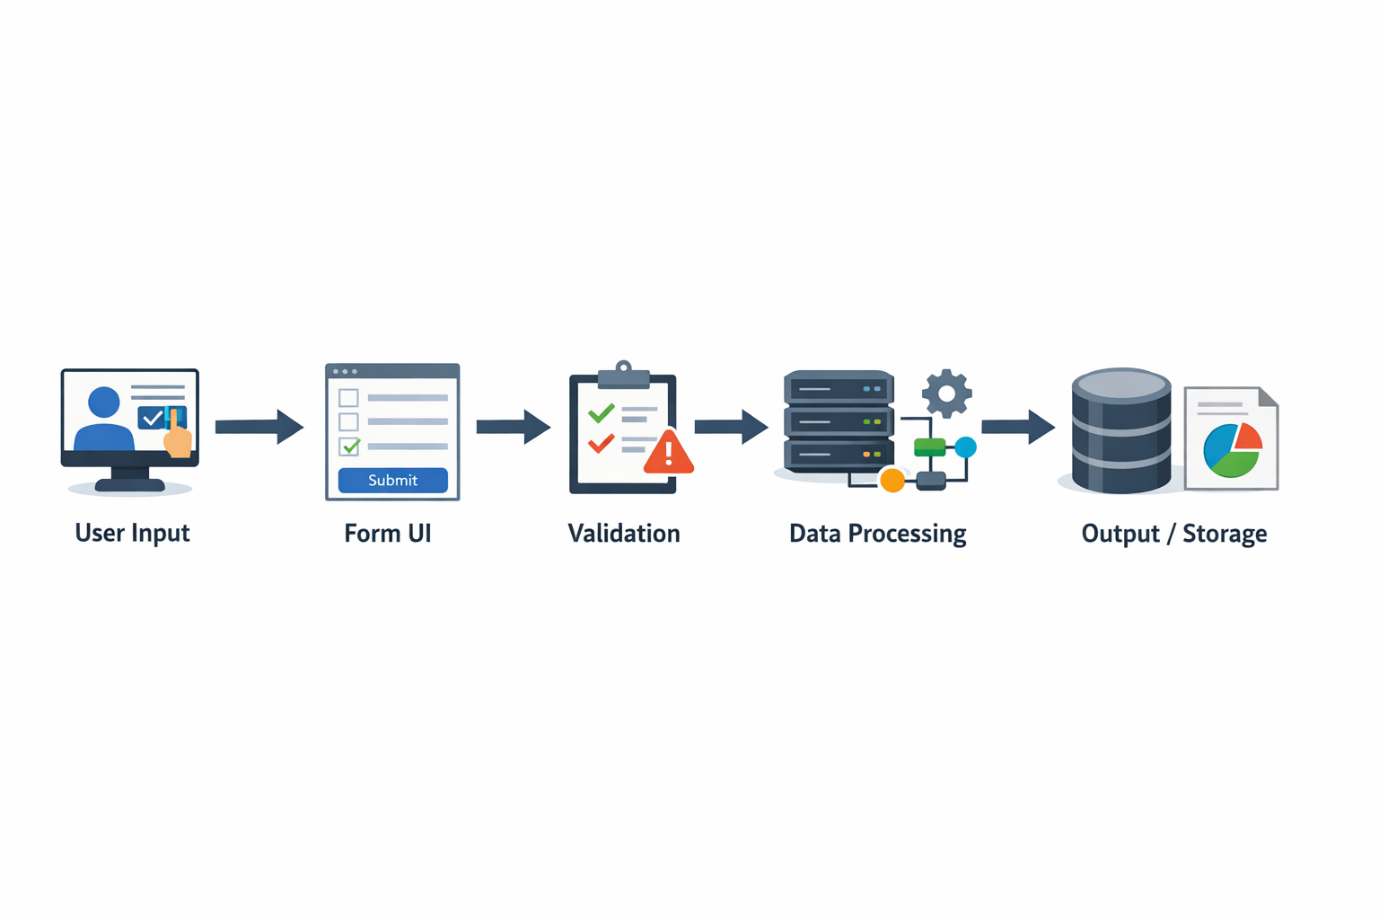 Submit
User Input
Form UI
Validation
Data Processing
Output / Storage